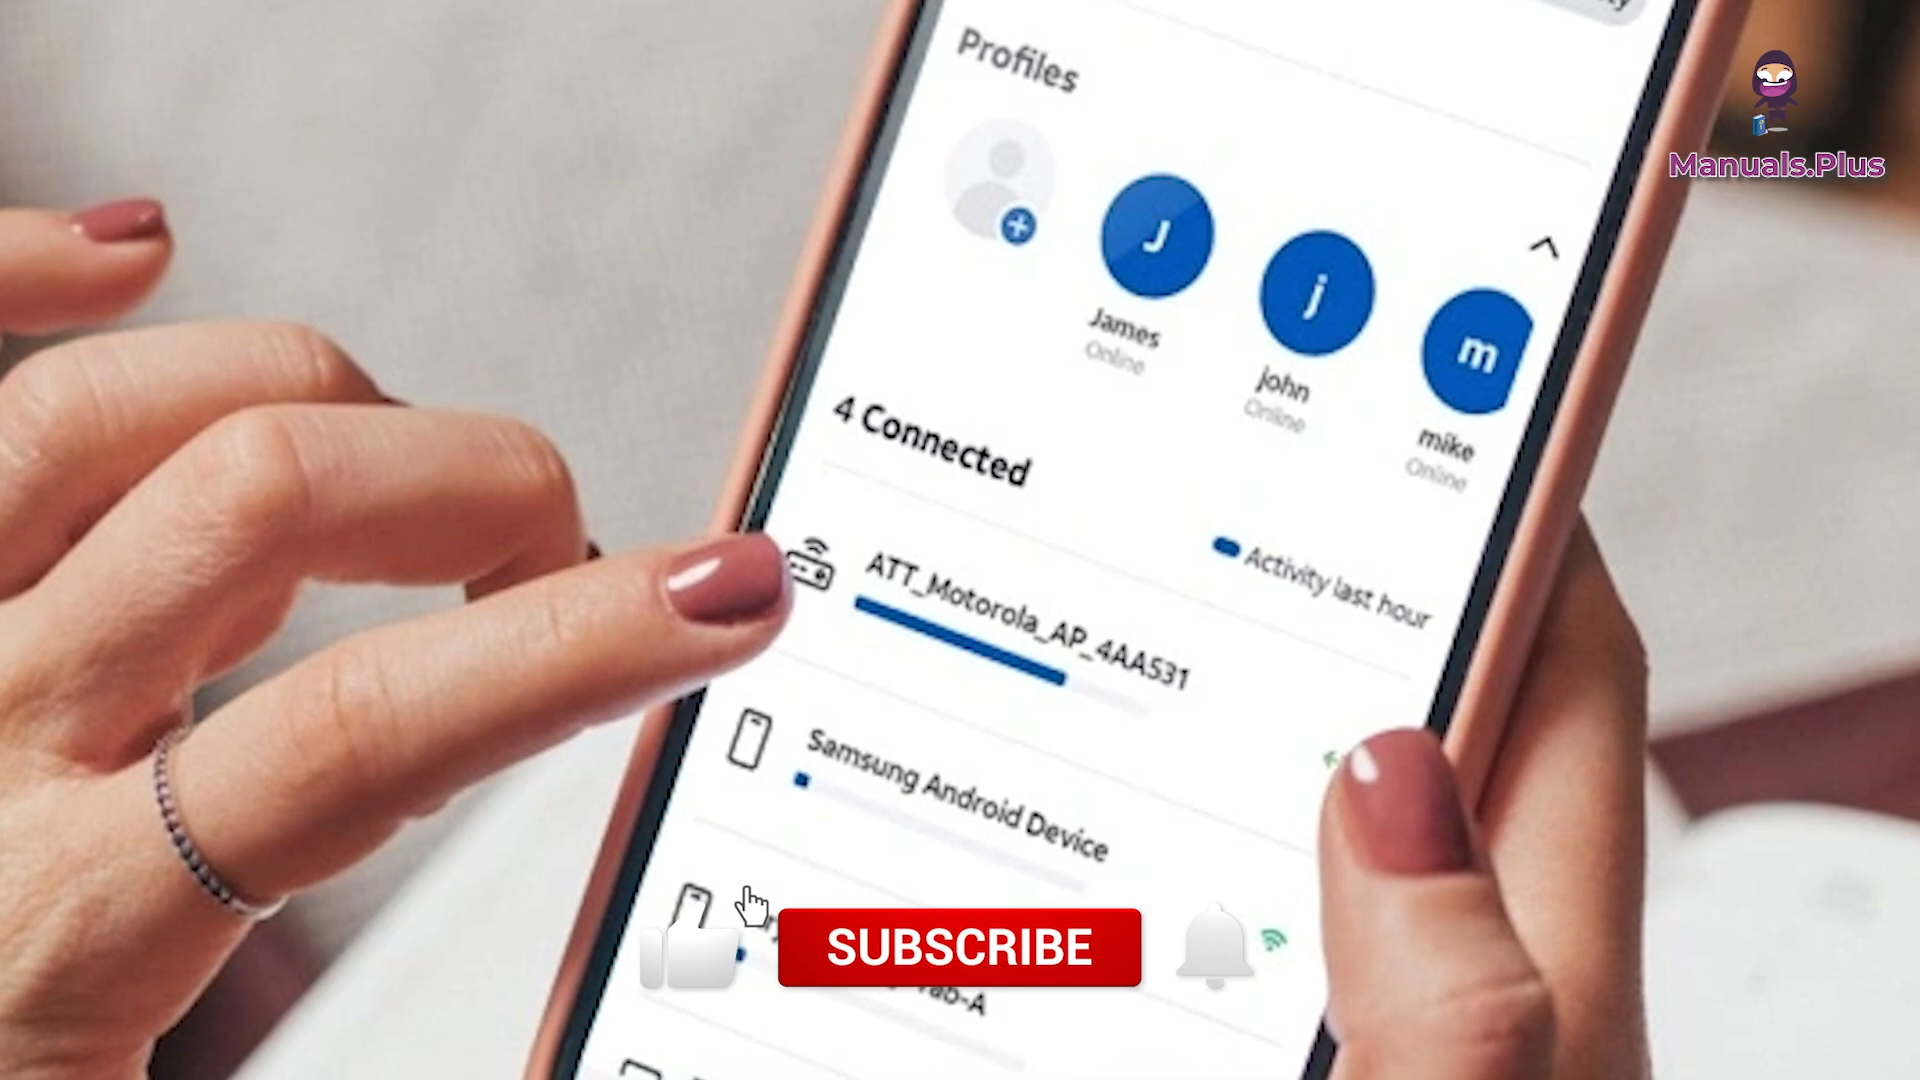 Profiles
Manuals.Plus
J
j
m
James
Online
john
Online
mike
Online
4 Connected
Activity last hour
ATT_Motorola_AP_4AA531
Samsung Android Device
SUBSCRIBE
Tab-A